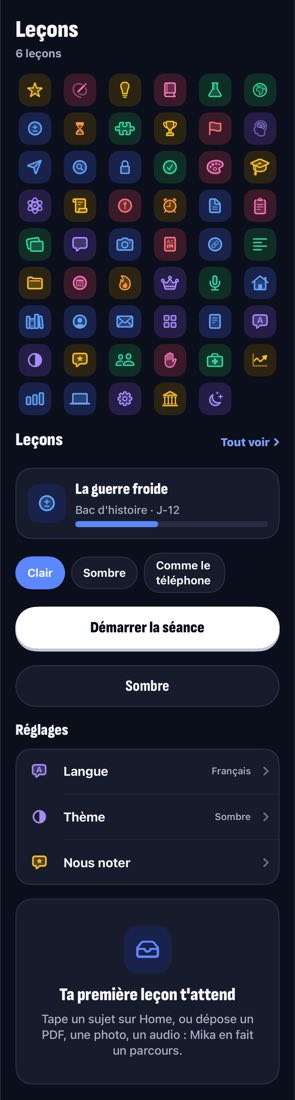 Leçons
6 leçons
Leçons
Tout voir
La guerre froide
Bac d'histoire · J-12
Clair
Sombre
Comme le
téléphone
Démarrer la séance
Sombre
Réglages
Langue
Français
Thème
Sombre
Nous noter
Ta première leçon t'attend
Tape un sujet sur Home, ou dépose un
PDF, une photo, un audio : Mika en fait
un parcours.